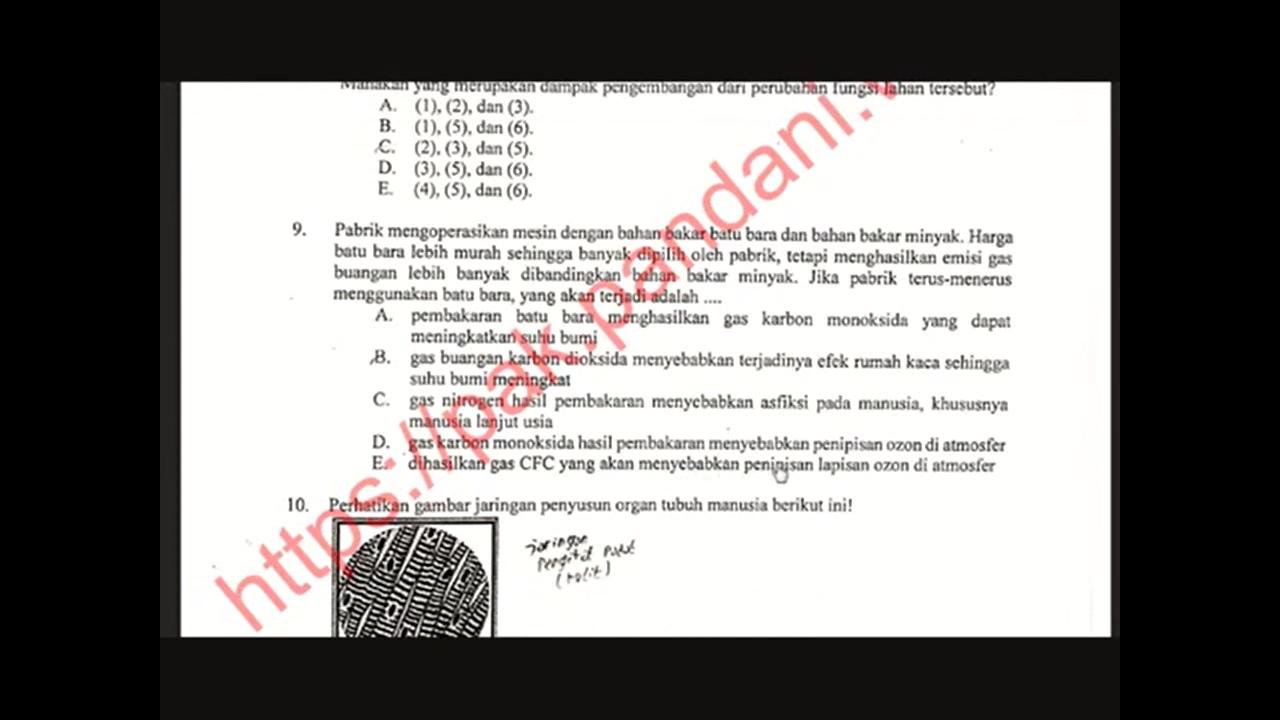 Manakah yang merupakan dampak pengembangan dari perubahan fungsi lahan tersebut?
A. (1), (2), dan (3).
B. (1), (5), dan (6).
C. (2), (3), dan (5).
D. (3), (5), dan (6).
E. (4), (5), dan (6).
9. Pabrik mengoperasikan mesin dengan bahan bakar batu bara dan bahan bakar minyak. Harga
batu bara lebih murah sehingga banyak dipilih oleh pabrik, tetapi menghasilkan emisi gas
buangan lebih banyak dibandingkan bahan bakar minyak. Jika pabrik terus-menerus
menggunakan batu bara, yang akan terjadi adalah ....
A. pembakaran batu bara menghasilkan gas karbon monoksida yang dapat
meningkatkan suhu bumi
B. gas buangan karbon dioksida menyebabkan terjadinya efek rumah kaca sehingga
suhu bumi meningkat
C. gas nitrogen hasil pembakaran menyebabkan asfiksi pada manusia, khususnya
manusia lanjut usia
D. gas karbon monoksida hasil pembakaran menyebabkan penipisan ozon di atmosfer
E. dihasilkan gas CFC yang akan menyebabkan penipisan lapisan ozon di atmosfer
10. Perhatikan gambar jaringan penyusun organ tubuh manusia berikut ini!
jaringan
pengikat padat
https://pak.pandani.